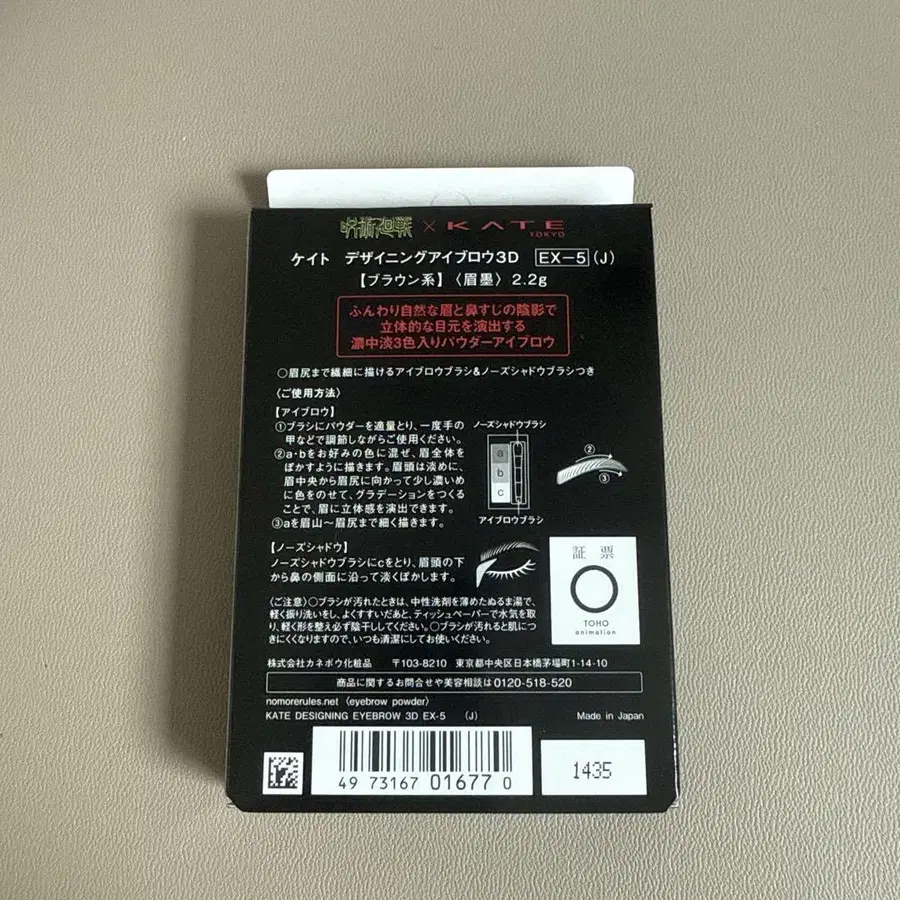 呪術廻戦 × KATE
TOKYO
ケイト デザイニングアイブロウ3D EX-5 (J)
【ブラウン系】〈眉墨〉2.2g
ふんわり自然な眉と鼻すじの陰影で
立体的な目元を演出する
濃中淡3色入りパウダーアイブロウ
○眉尻まで繊細に描けるアイブロウブラシ&ノーズシャドウブラシつき
〈ご使用方法〉
【アイブロウ】
①ブラシにパウダーを適量とり、一度手の
甲などで調節しながらご使用ください。
②a・bをお好みの色に混ぜ、眉全体を
ぼかすように描きます。眉頭は淡めに、
眉中央から眉尻に向かって少し濃いめ
に色をのせて、グラデーションをつくる
ことで、眉に立体感を演出できます。
③aを眉山～眉尻まで細く描きます。
ノーズシャドウブラシ
a
b
c
アイブロウブラシ
②
③
【ノーズシャドウ】
ノーズシャドウブラシにcをとり、眉頭の下
から鼻の側面に沿って淡くぼかします。
証票
TOHO
animation
〈ご注意〉○ブラシが汚れたときは、中性洗剤を薄めたぬるま湯で、
軽く振り洗いをし、よくすすいだあと、ティッシュペーパーで水気を取
り、軽く形を整え必ず陰干ししてください。○ブラシが汚れると肌につ
きにくくなりますので、いつも清潔にしてお使いください。
株式会社カネボウ化粧品 〒103-8210 東京都中央区日本橋茅場町1-14-10
商品に関するお問合せや美容相談は0120-518-520
nomorerules.net 〈eyebrow powder〉
KATE DESIGNING EYEBROW 3D EX-5 (J) Made in Japan
49 73167 01677 0
1435